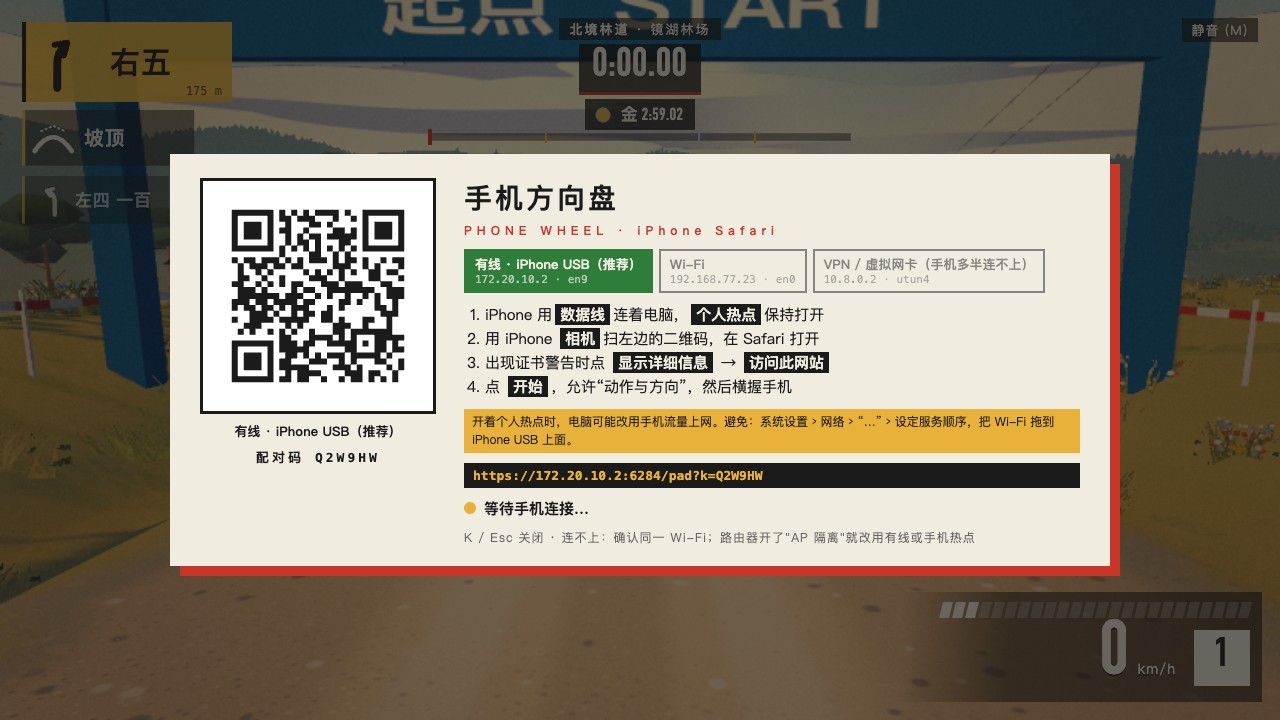 起点 START
北境林道 · 镜湖林场
静音 (M)
右五
175 m
0:00.00
金 2:59.02
坡顶
左四 一百
手机方向盘
PHONE WHEEL · iPhone Safari
有线 · iPhone USB（推荐）
172.20.10.2 · en9
Wi-Fi
192.168.77.23 · en0
VPN / 虚拟网卡（手机多半连不上）
10.8.0.2 · utun4
1. iPhone 用 数据线 连着电脑， 个人热点 保持打开
2. 用 iPhone 相机 扫左边的二维码，在 Safari 打开
3. 出现证书警告时点 显示详细信息 → 访问此网站
4. 点 开始 ，允许“动作与方向”，然后横握手机
开着个人热点时，电脑可能改用手机流量上网。避免：系统设置 › 网络 › “…” › 设定服务顺序，把 Wi-Fi 拖到
iPhone USB 上面。
有线 · iPhone USB（推荐）
配对码 Q2W9HW
https://172.20.10.2:6284/pad?k=Q2W9HW
等待手机连接…
K / Esc 关闭 · 连不上：确认同一 Wi-Fi；路由器开了"AP 隔离"就改用有线或手机热点
0 km/h
1